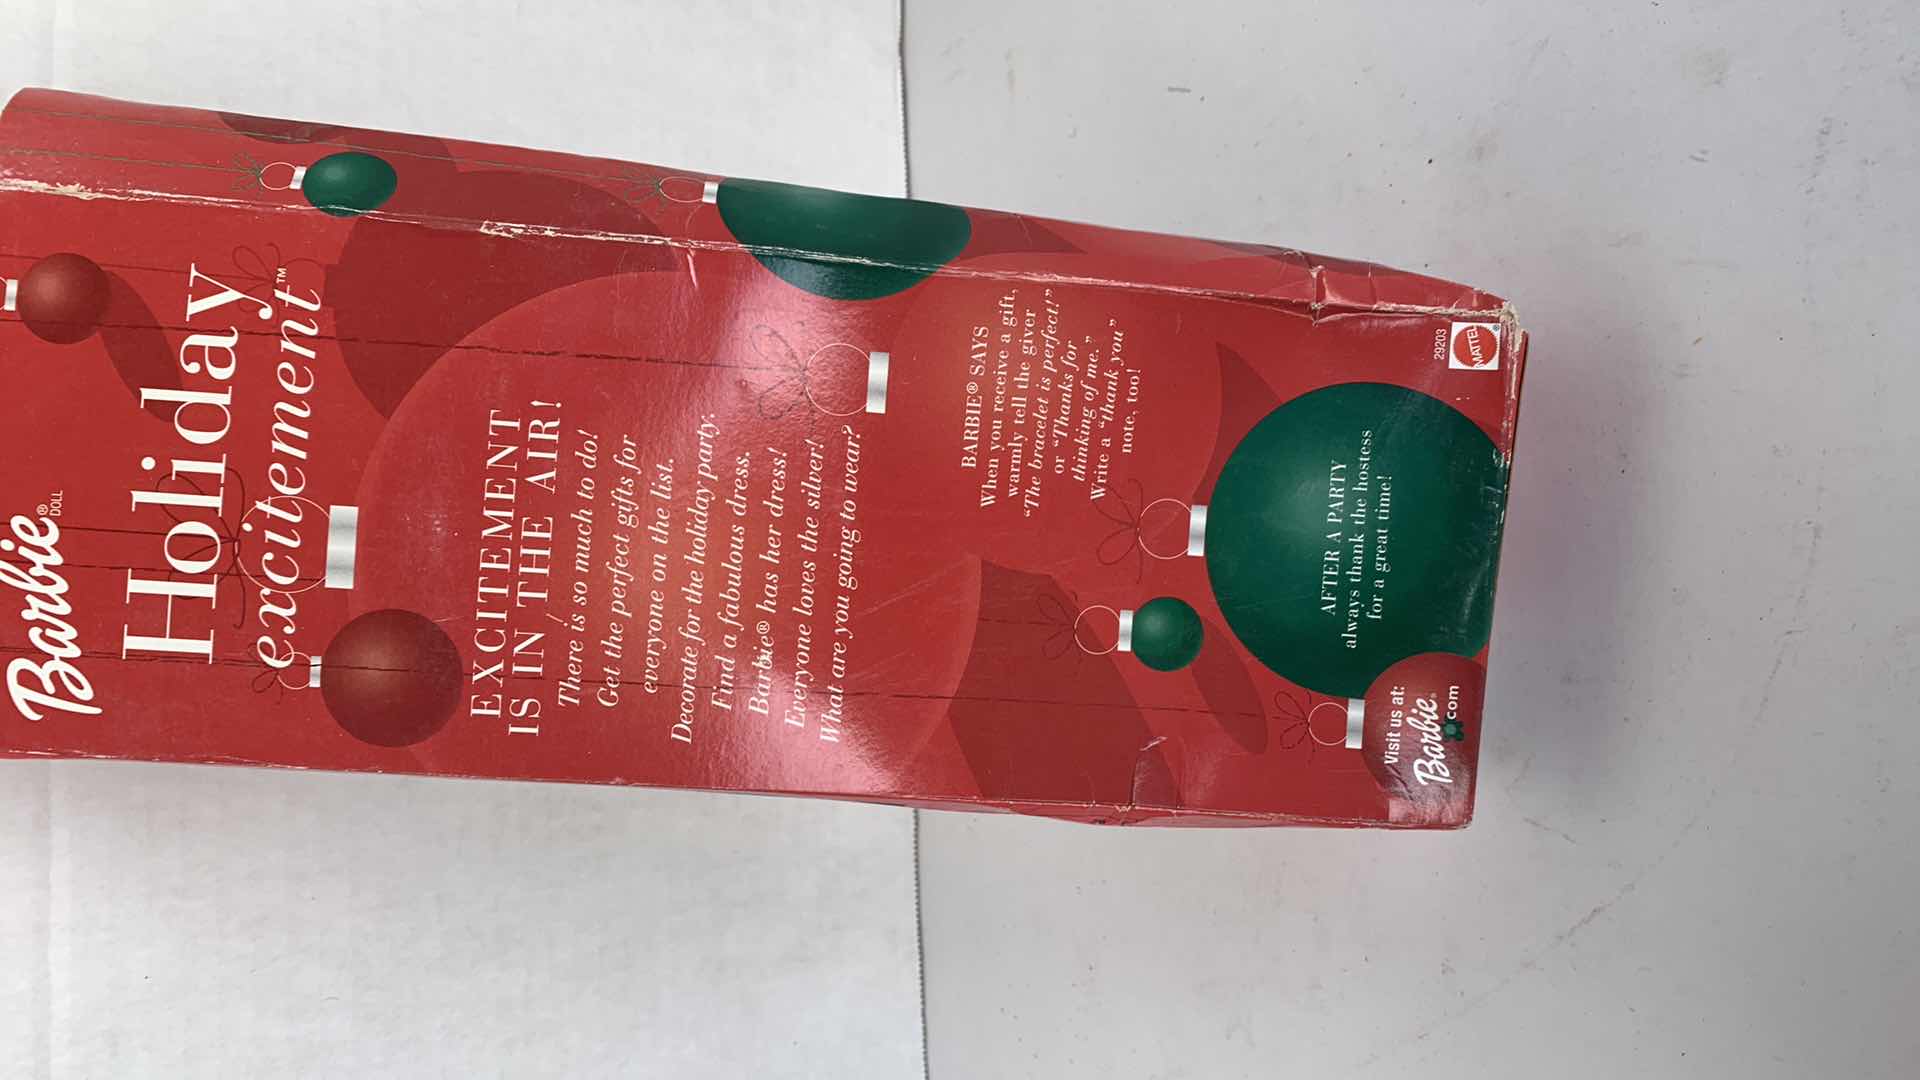 Barbie®
DOLL
Holiday
excitement™
EXCITEMENT
IS IN THE AIR!
There is so much to do!
Get the perfect gifts for
everyone on the list.
Decorate for the holiday party.
Find a fabulous dress.
Barbie® has her dress!
Everyone loves the silver!
What are you going to wear?
BARBIE® SAYS
When you receive a gift,
warmly tell the giver
“The bracelet is perfect!”
or “Thanks for
thinking of me.”
Write a “thank you”
note, too!
AFTER A PARTY
always thank the hostess
for a great time!
Visit us at:
Barbie®
.com
29203
MATTEL®